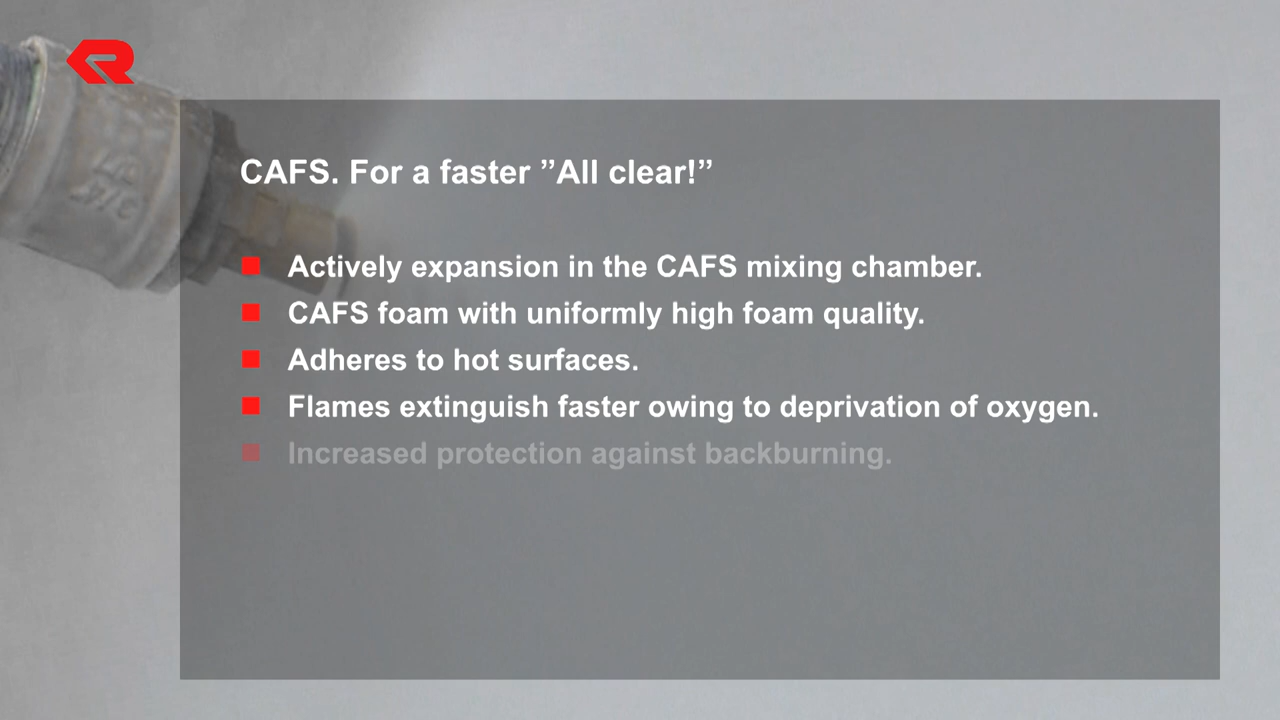 CAFS. For a faster ”All clear!”
Actively expansion in the CAFS mixing chamber.
CAFS foam with uniformly high foam quality.
Adheres to hot surfaces.
Flames extinguish faster owing to deprivation of oxygen.
Increased protection against backburning.